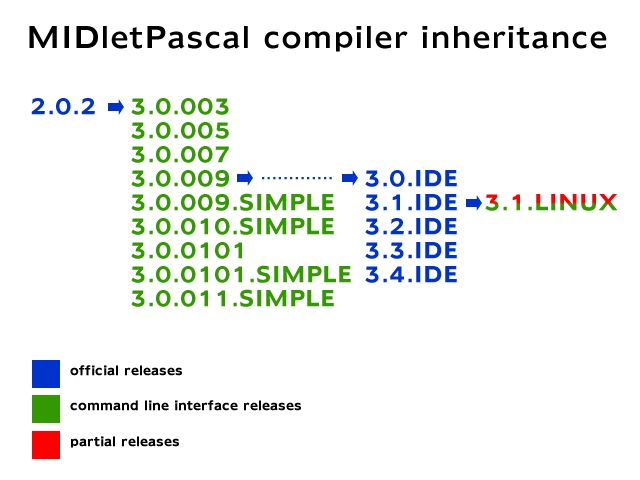 MIDletPascal compiler inheritance
2.0.2 3.0.003
3.0.005
3.0.007
3.0.009 ............. 3.0.IDE
3.0.009.SIMPLE 3.1.IDE 3.1.LINUX
3.0.010.SIMPLE 3.2.IDE
3.0.0101 3.3.IDE
3.0.0101.SIMPLE 3.4.IDE
3.0.011.SIMPLE
official releases
command line interface releases
partial releases